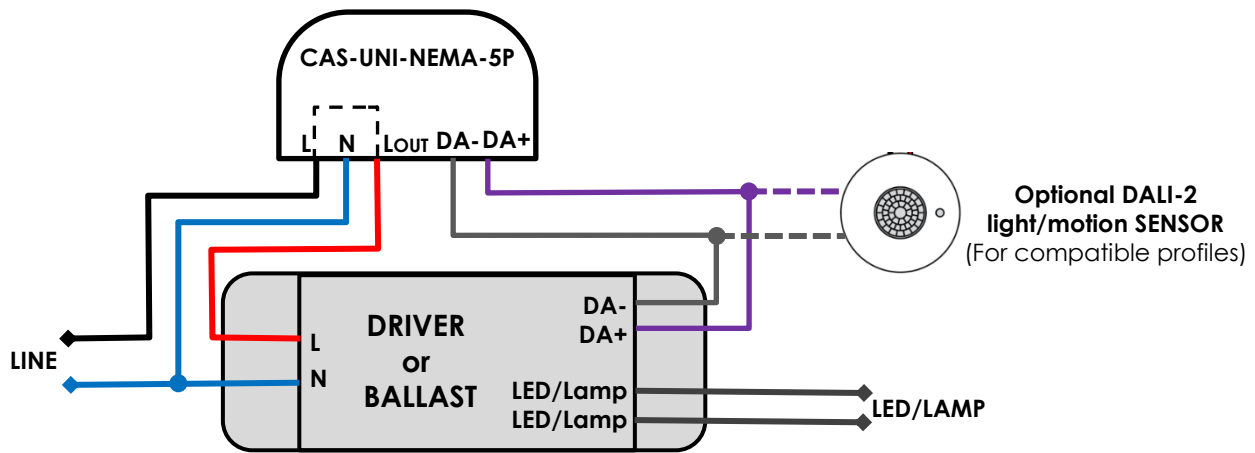 CAS-UNI-NEMA-5P
L N LOUT DA- DA+
Optional DALI-2
light/motion SENSOR
(For compatible profiles)
DA-
DRIVER
DA+
L
or
LINE
N
BALLAST
LED/Lamp
LED/Lamp
LED/LAMP